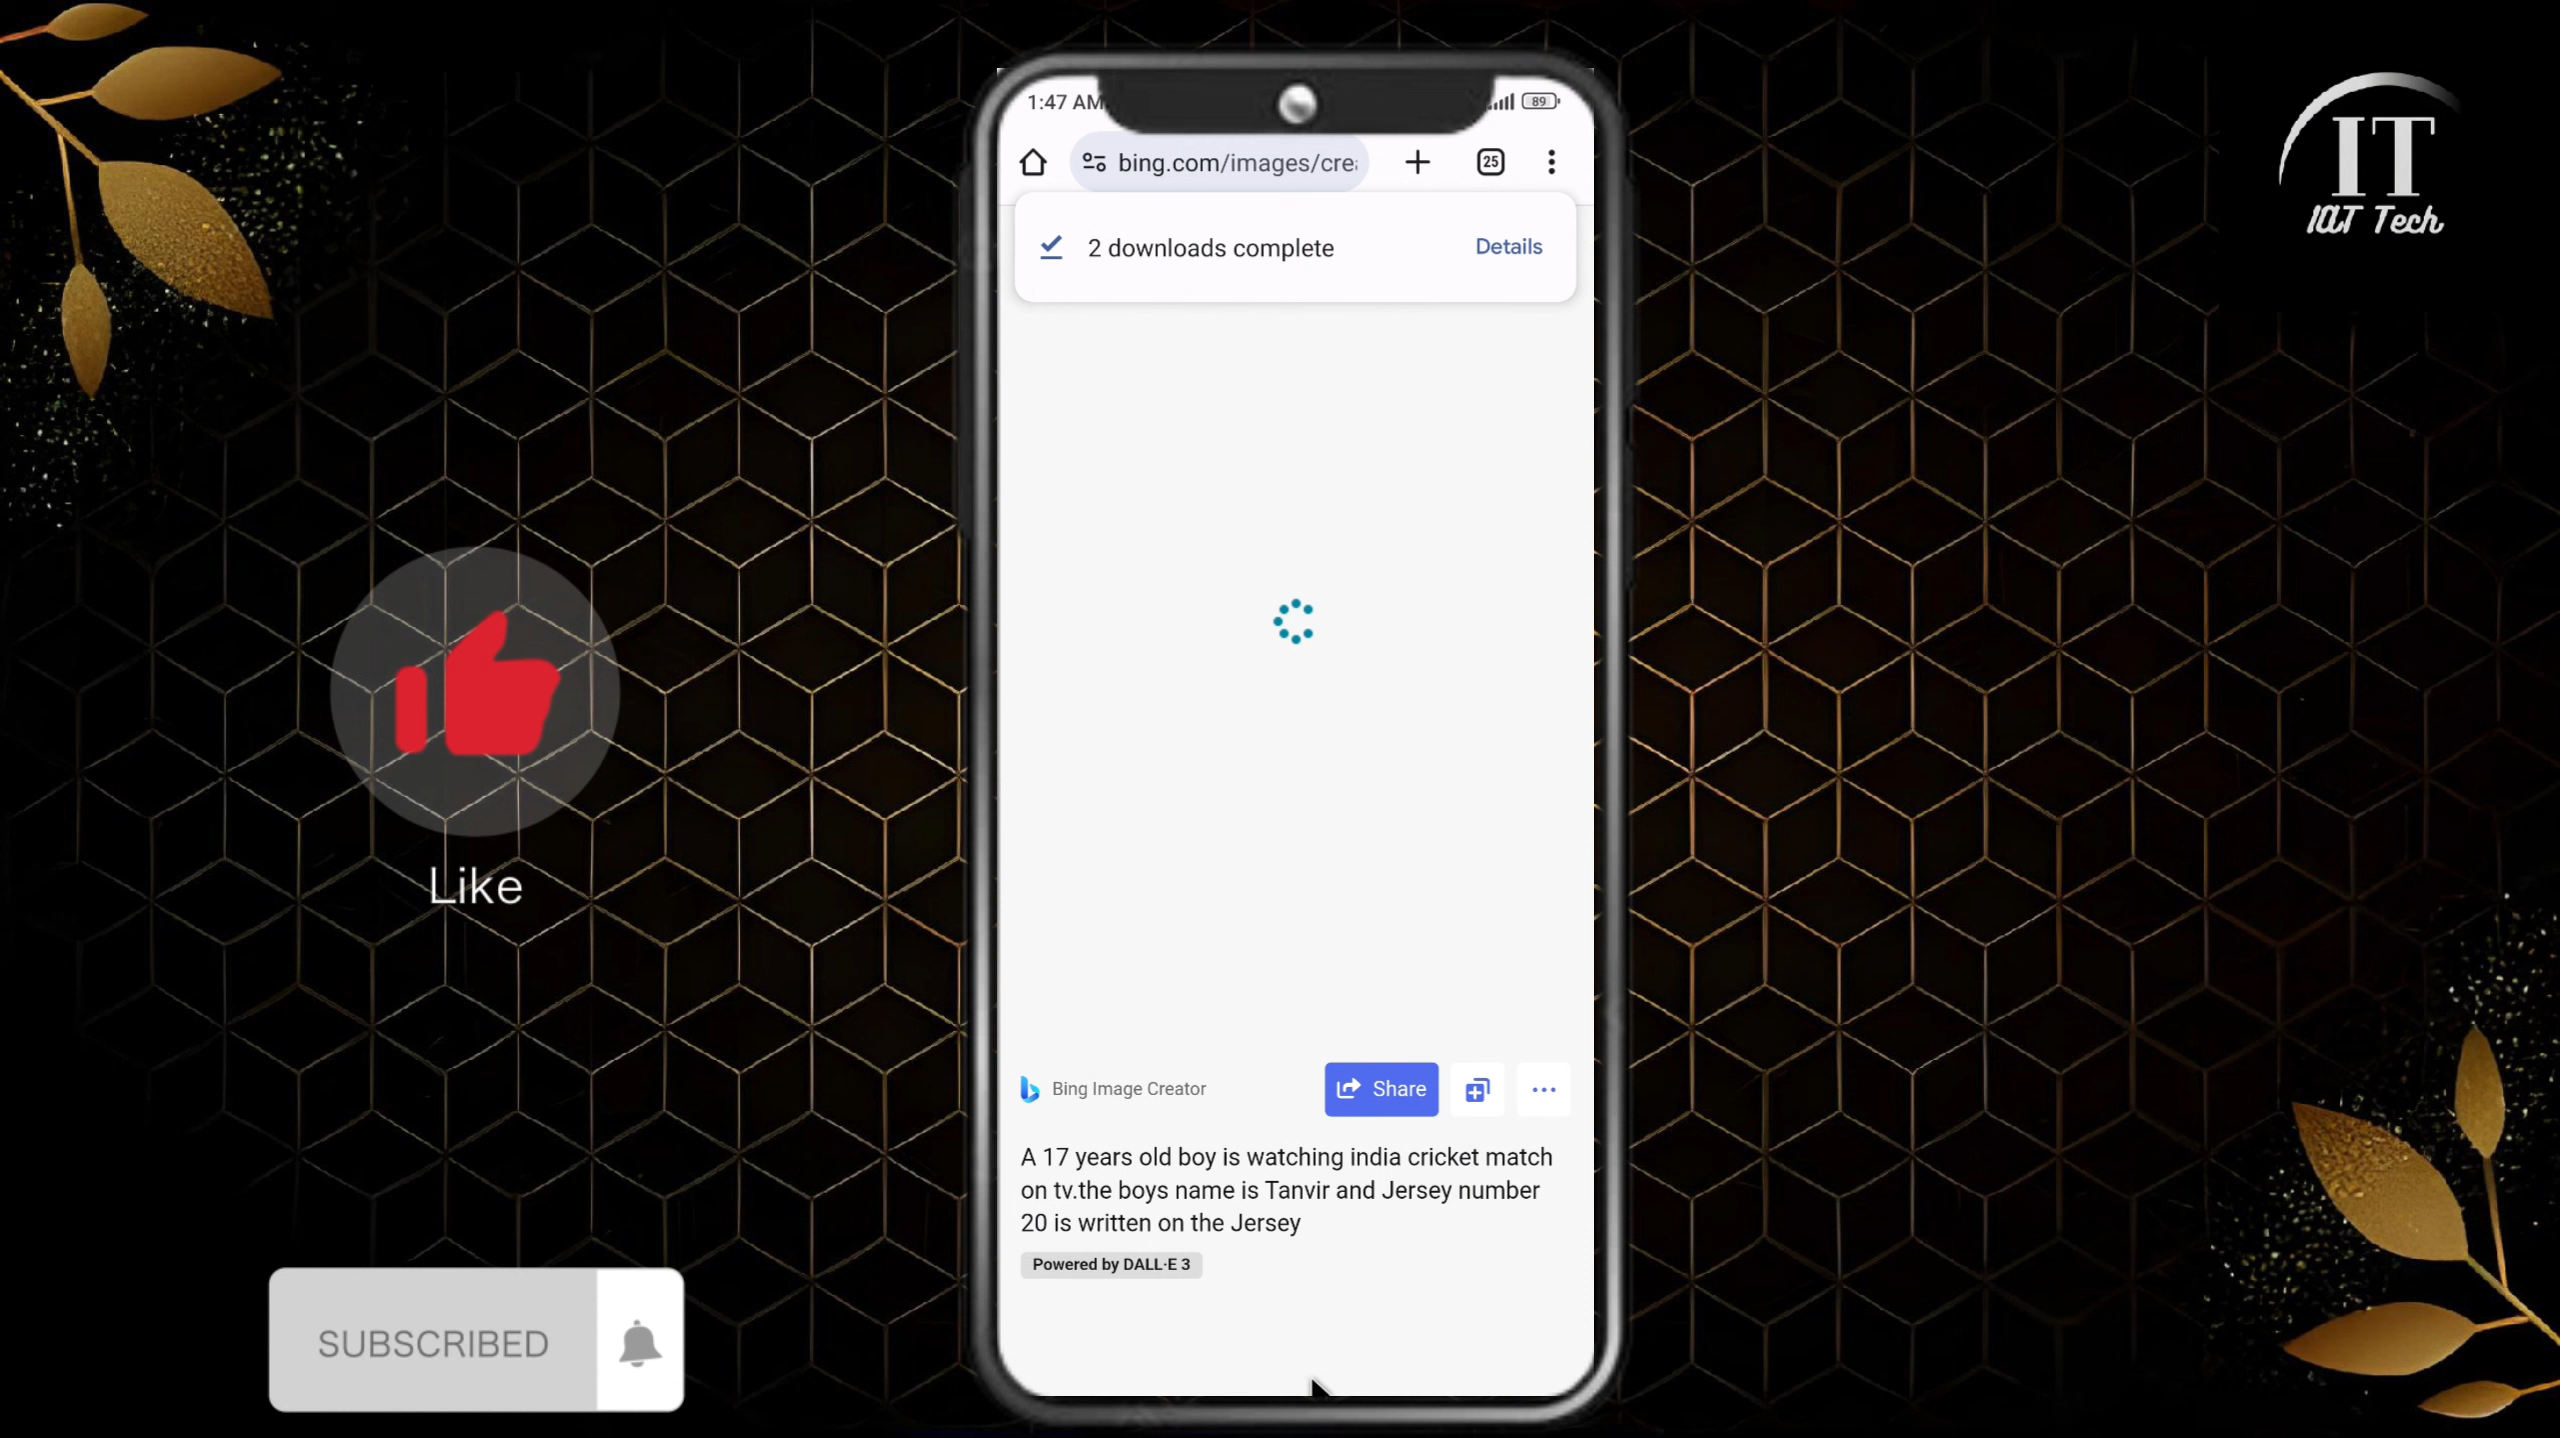 1:47 AM
89
bing.com/images/cre
25
2 downloads complete
Details
IT
IAT Tech
Like
Bing Image Creator
Share
A 17 years old boy is watching india cricket match
on tv.the boys name is Tanvir and Jersey number
20 is written on the Jersey
Powered by DALL·E 3
SUBSCRIBED